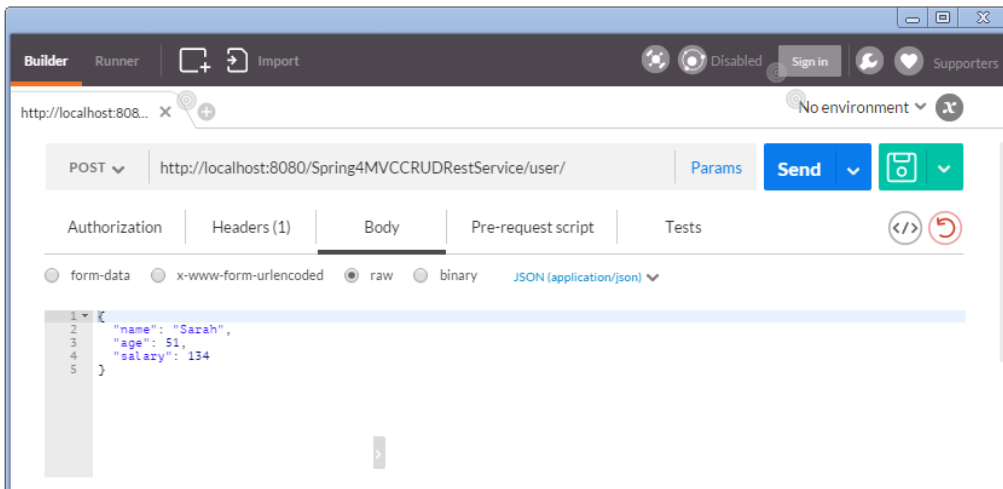 Builder Runner Import Disabled Sign in Supporters
http://localhost:808... No environment
POST http://localhost:8080/Spring4MVCCRUDRestService/user/ Params Send
Authorization Headers (1) Body Pre-request script Tests
form-data x-www-form-urlencoded raw binary JSON (application/json)
1 {
2 "name": "Sarah",
3 "age": 51,
4 "salary": 134
5 }